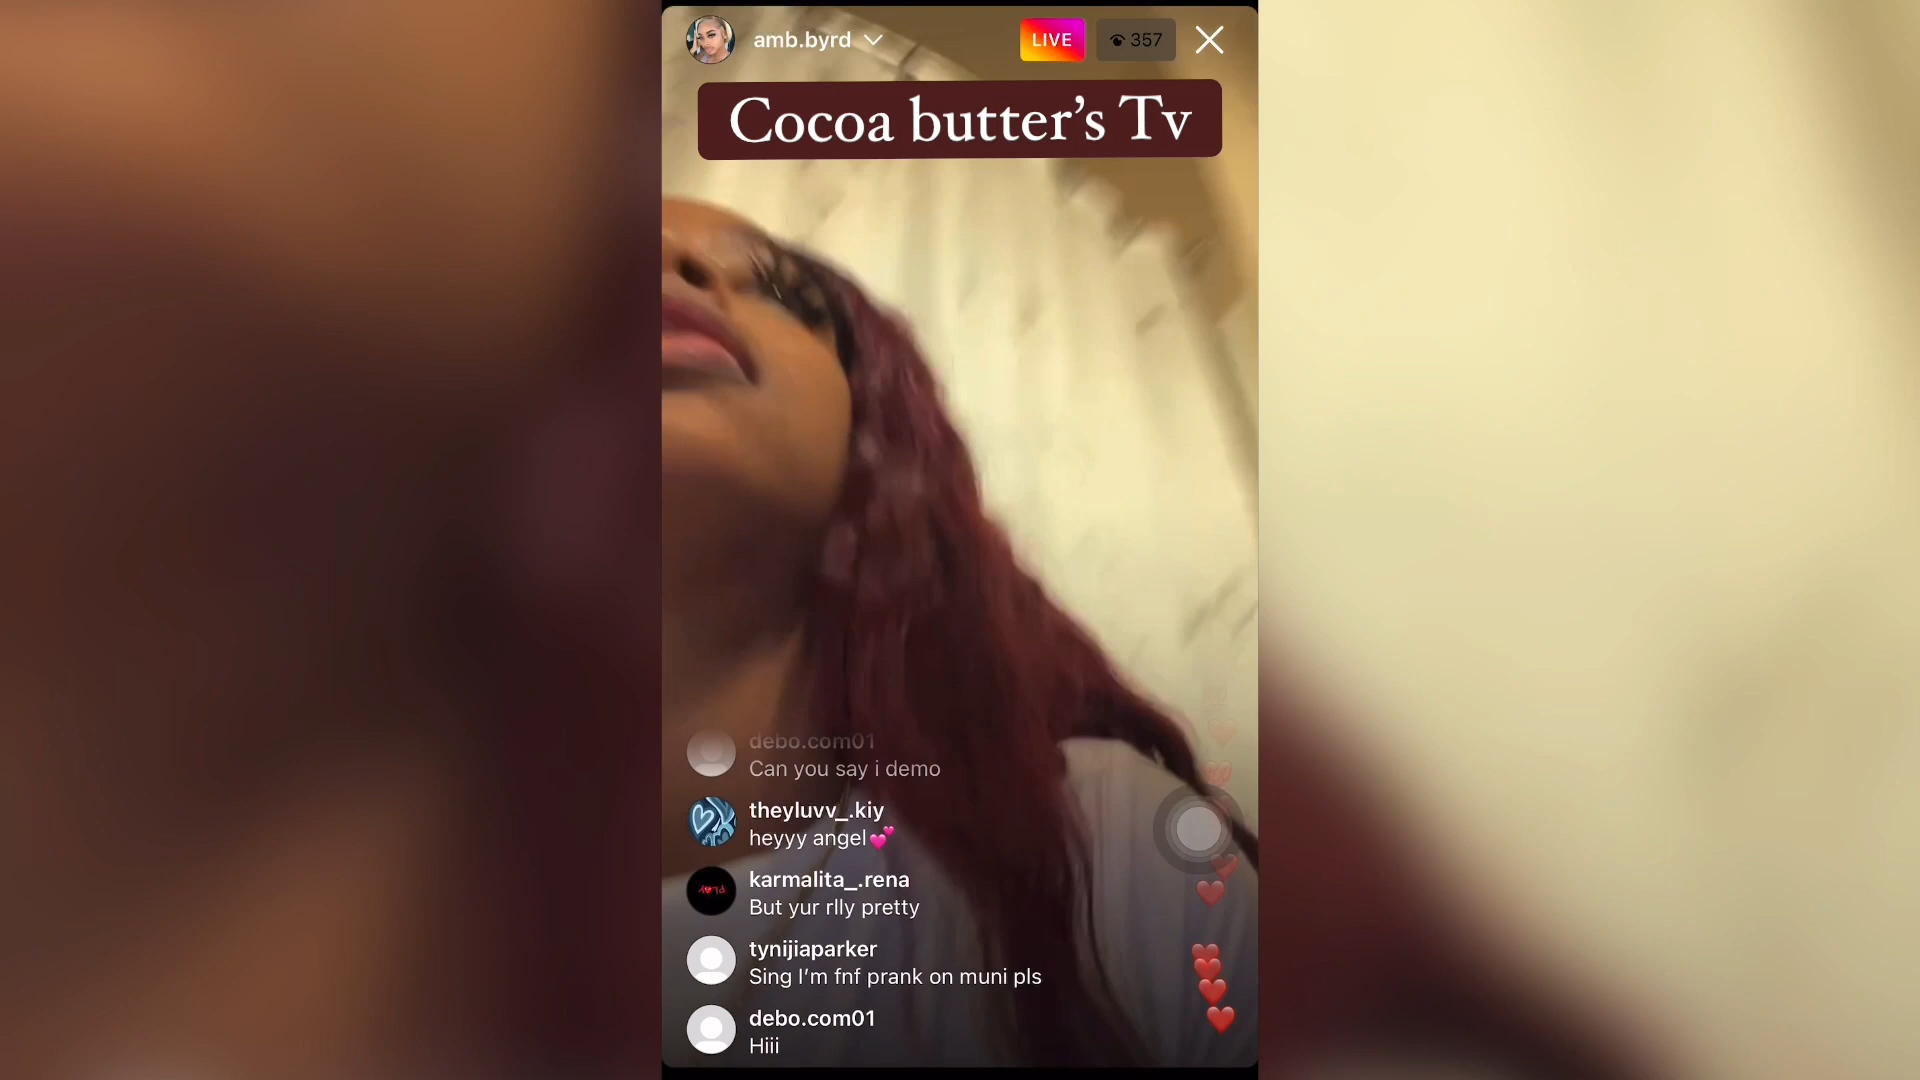 amb.byrd
LIVE
357
Cocoa butter's Tv
debo.com01
Can you say i demo
theyluvv_.kiy
heyyy angel💕
karmalita_.rena
But yur rlly pretty
tynijiaparker
Sing I'm fnf prank on muni pls
debo.com01
Hiii